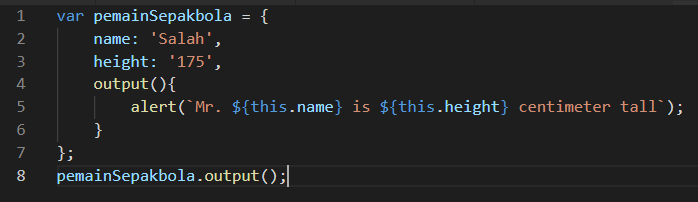 1 var pemainSepakbola = {
2     name: 'Salah',
3     height: '175',
4     output(){
5         alert(`Mr. ${this.name} is ${this.height} centimeter tall`);
6     }
7 };
8 pemainSepakbola.output();